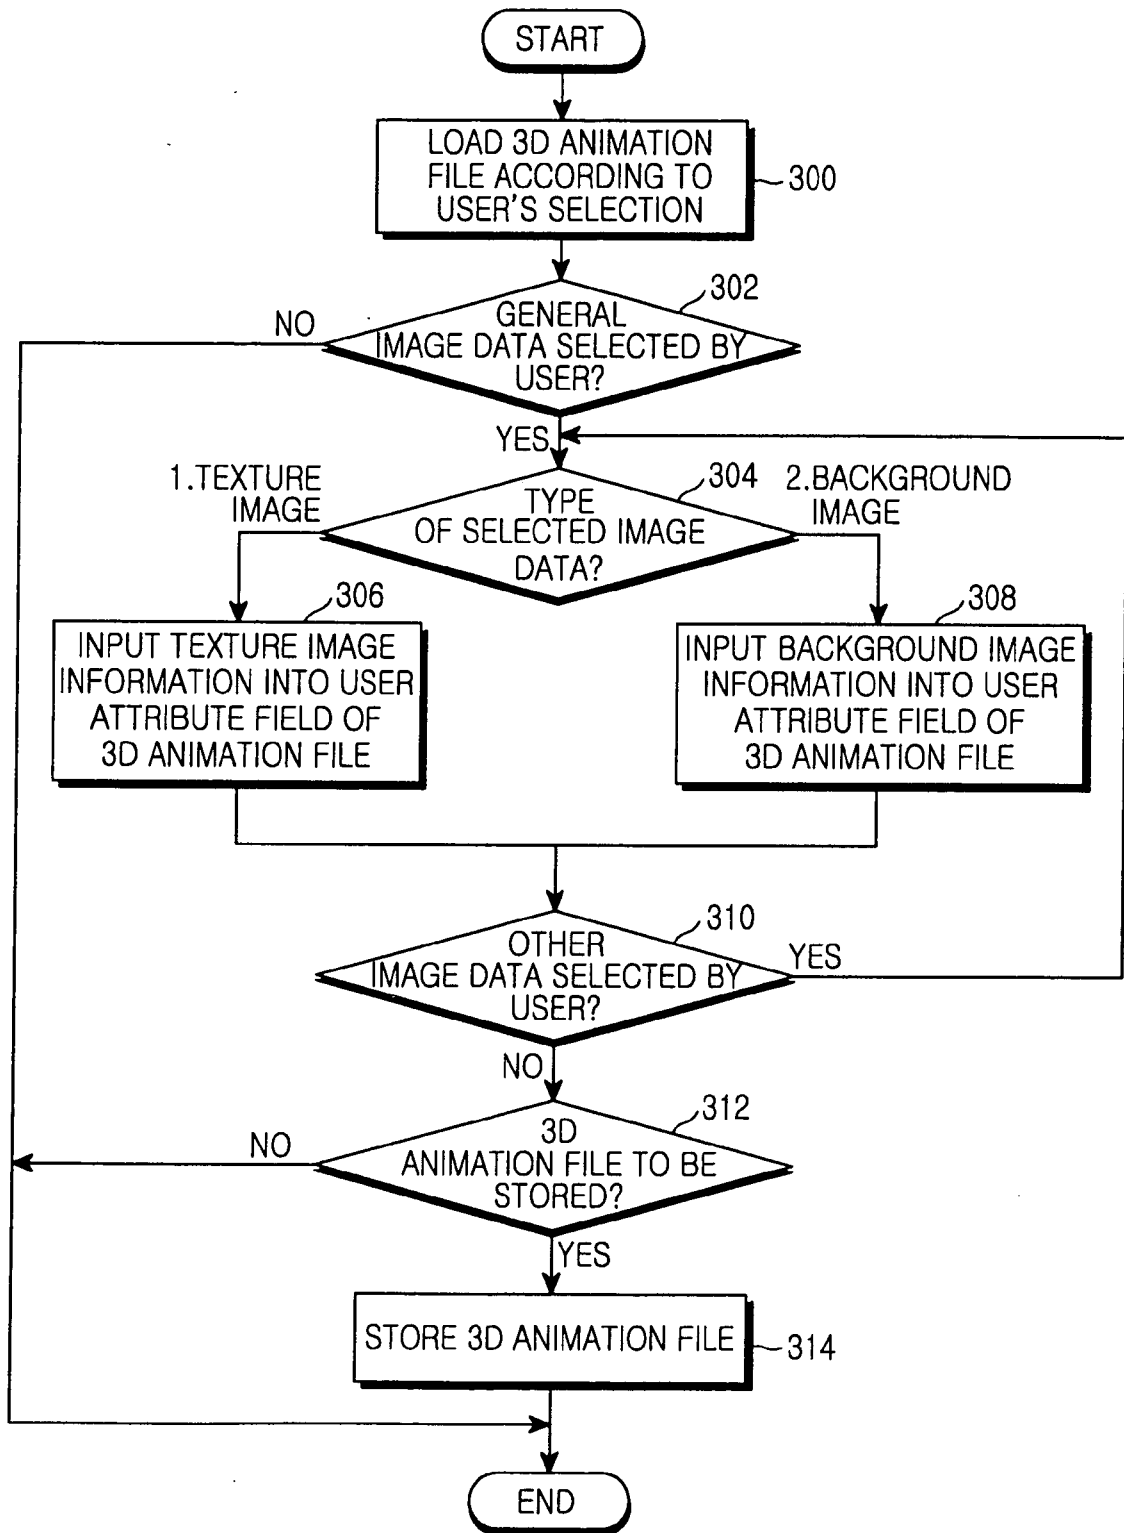 START
LOAD 3D ANIMATION
FILE ACCORDING TO
USER'S SELECTION
300
302
NO
GENERAL
IMAGE DATA SELECTED BY
USER?
YES
304
1.TEXTURE
IMAGE
2.BACKGROUND
IMAGE
TYPE
OF SELECTED IMAGE
DATA?
306
INPUT TEXTURE IMAGE
INFORMATION INTO USER
ATTRIBUTE FIELD OF
3D ANIMATION FILE
308
INPUT BACKGROUND IMAGE
INFORMATION INTO USER
ATTRIBUTE FIELD OF
3D ANIMATION FILE
310
OTHER
IMAGE DATA SELECTED BY
USER?
YES
NO
312
NO
3D
ANIMATION FILE TO BE
STORED?
YES
STORE 3D ANIMATION FILE
314
END